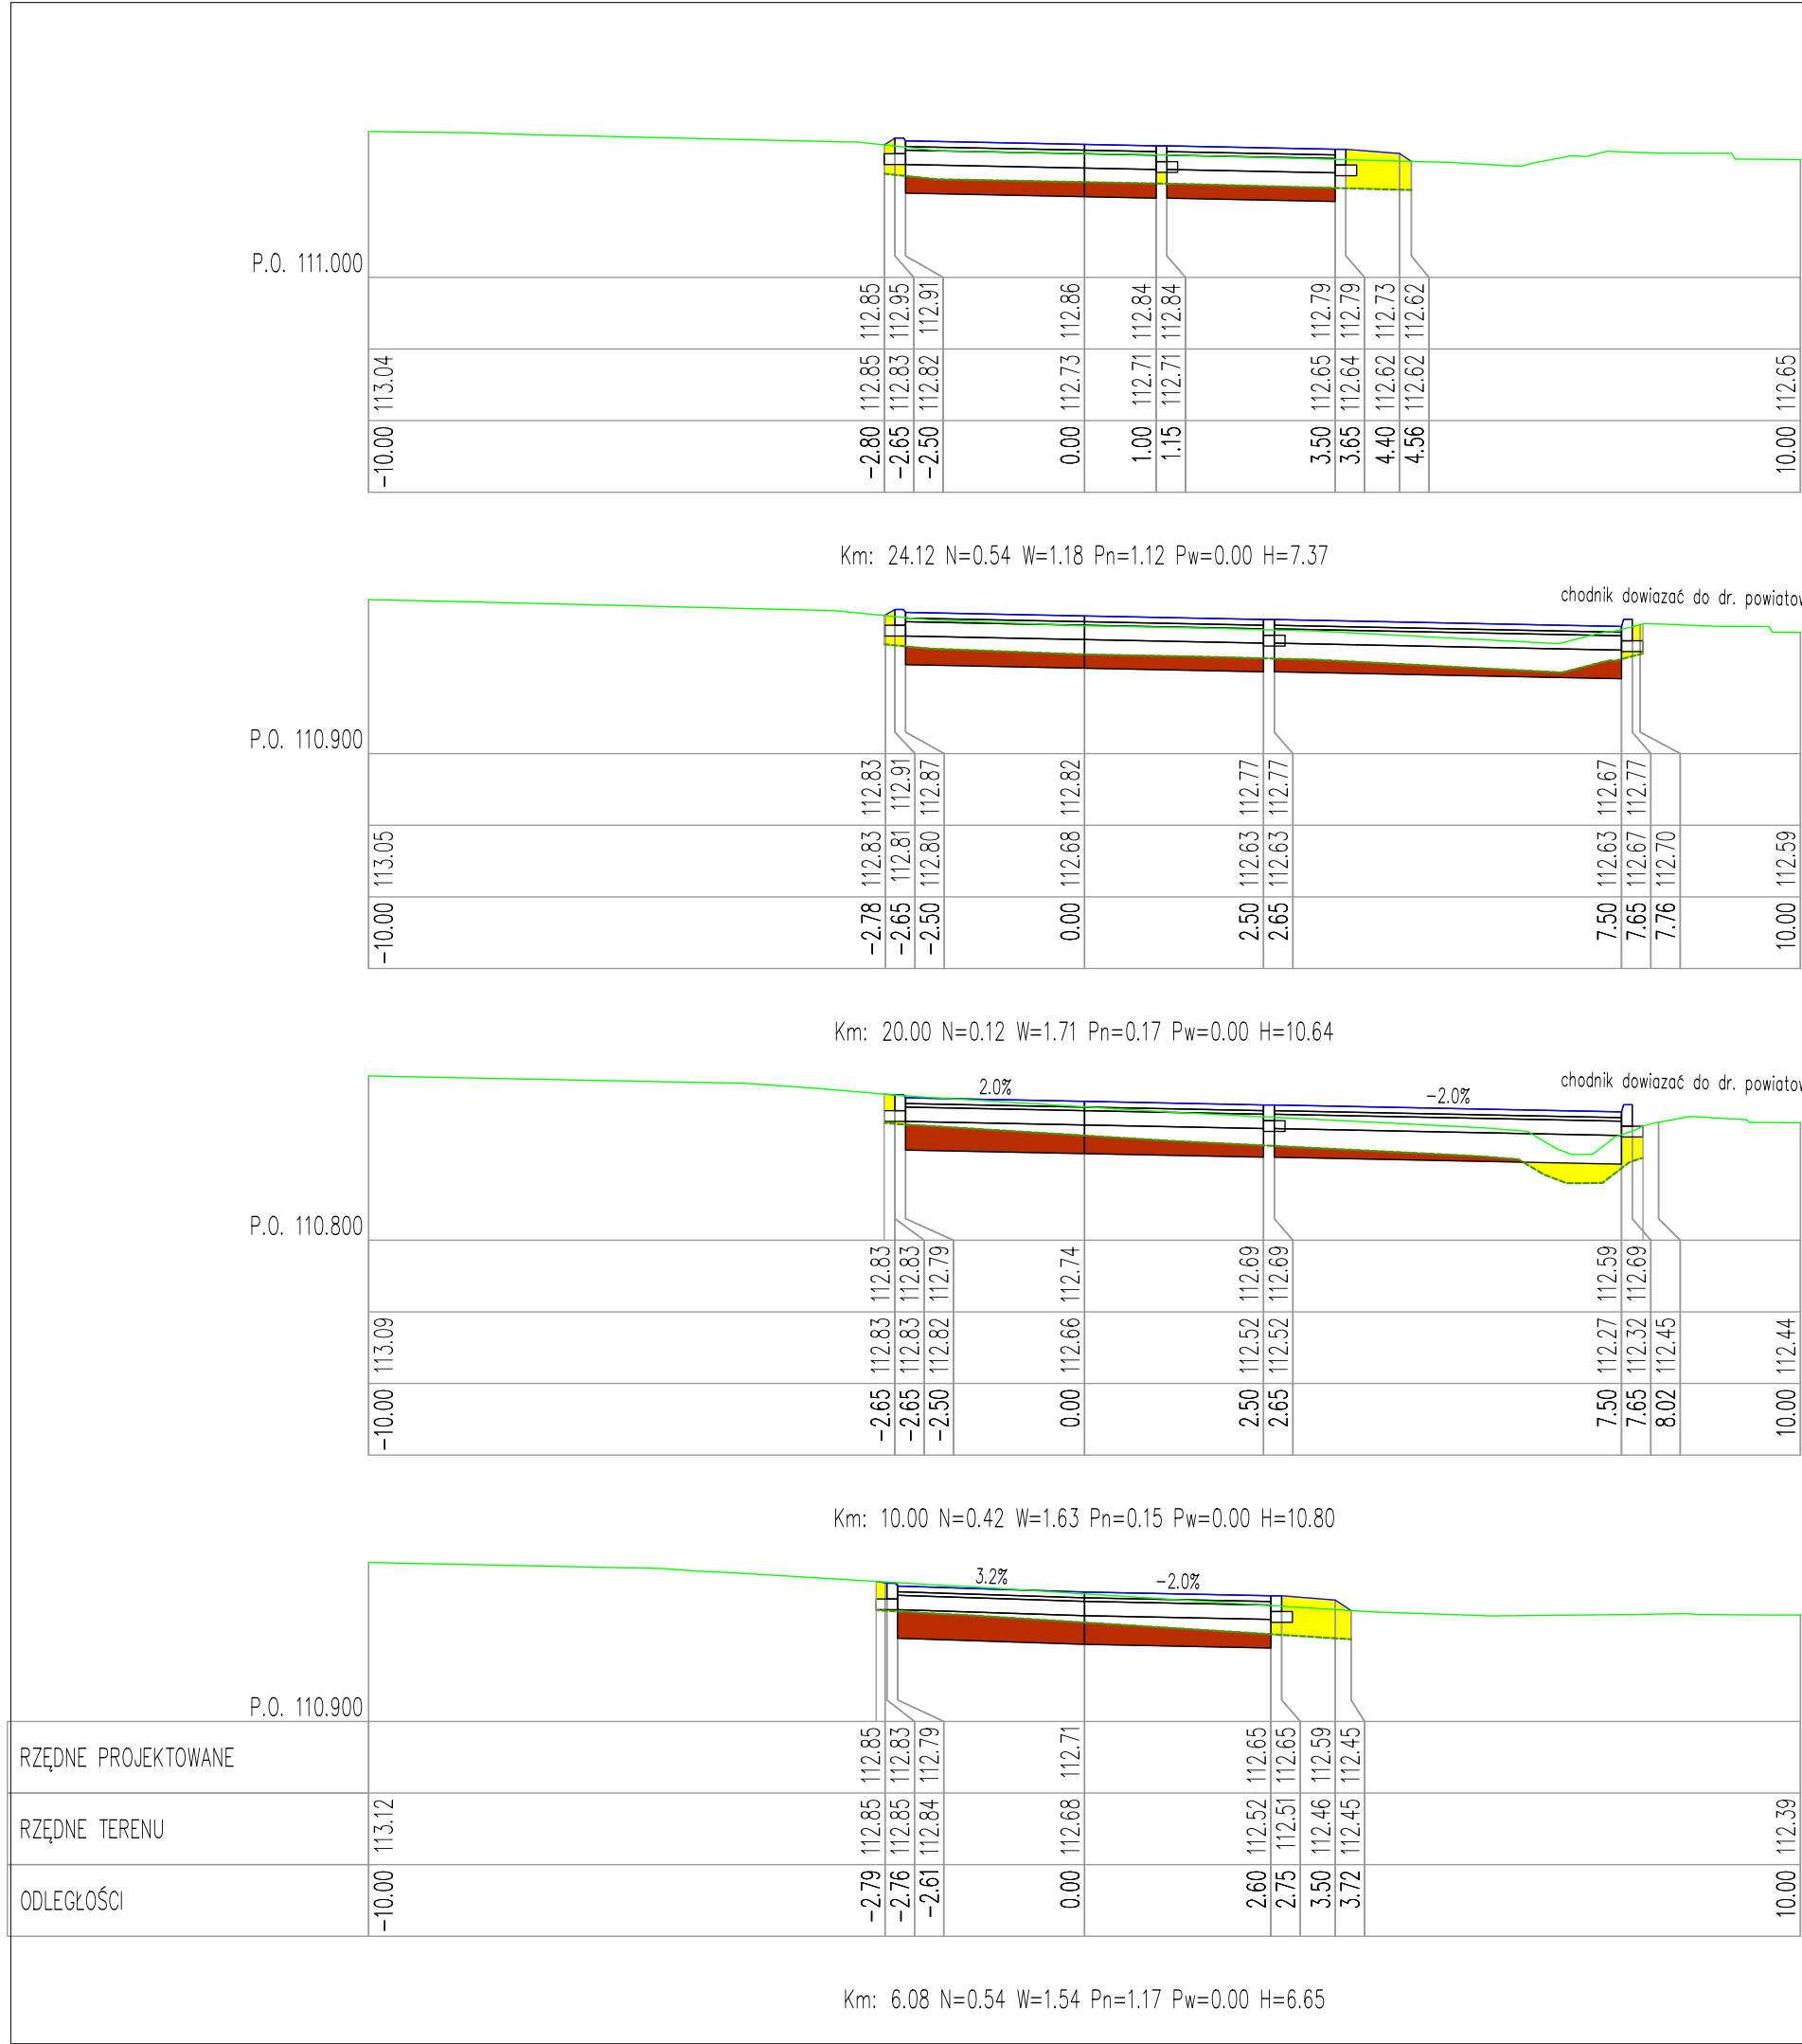 P.O. 111.000
112.85 112.95 112.91 112.86 112.84 112.84 112.79 112.79 112.73 112.62
113.04 112.85 112.83 112.82 112.73 112.71 112.71 112.65 112.64 112.62 112.62 112.65
-10.00 -2.80 -2.65 -2.50 0.00 1.00 1.15 3.50 3.65 4.40 4.56 10.00
Km: 24.12 N=0.54 W=1.18 Pn=1.12 Pw=0.00 H=7.37
chodnik dowiazać do dr. powiatow
P.O. 110.900
112.83 112.91 112.87 112.82 112.77 112.77 112.67 112.77
113.05 112.83 112.81 112.80 112.68 112.63 112.63 112.63 112.67 112.70 112.59
-10.00 -2.78 -2.65 -2.50 0.00 2.50 2.65 7.50 7.65 7.76 10.00
Km: 20.00 N=0.12 W=1.71 Pn=0.17 Pw=0.00 H=10.64
chodnik dowiazać do dr. powiatow
2.0% -2.0%
P.O. 110.800
112.83 112.83 112.79 112.74 112.69 112.69 112.59 112.69
113.09 112.83 112.83 112.82 112.66 112.52 112.52 112.27 112.32 112.45 112.44
-10.00 -2.65 -2.65 -2.50 0.00 2.50 2.65 7.50 7.65 8.02 10.00
Km: 10.00 N=0.42 W=1.63 Pn=0.15 Pw=0.00 H=10.80
3.2% -2.0%
P.O. 110.900
RZĘDNE PROJEKTOWANE 112.85 112.83 112.79 112.71 112.65 112.65 112.59 112.45
RZĘDNE TERENU 113.12 112.85 112.85 112.84 112.68 112.52 112.51 112.46 112.45 112.39
ODLEGŁOŚCI -10.00 -2.79 -2.76 -2.61 0.00 2.60 2.75 3.50 3.72 10.00
Km: 6.08 N=0.54 W=1.54 Pn=1.17 Pw=0.00 H=6.65